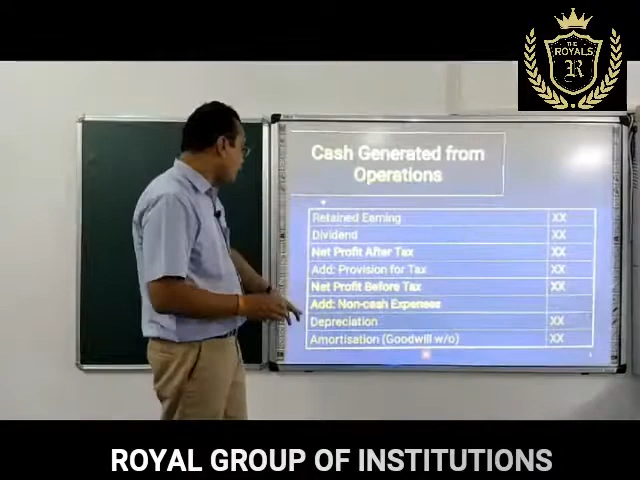 THE
ROYALS
R
Cash Generated from
Operations
Retained Earning XX
Dividend XX
Net Profit After Tax XX
Add: Provision for Tax XX
Net Profit Before Tax XX
Add: Non-cash Expenses
Depreciation XX
Amortisation (Goodwill w/o) XX
ROYAL GROUP OF INSTITUTIONS